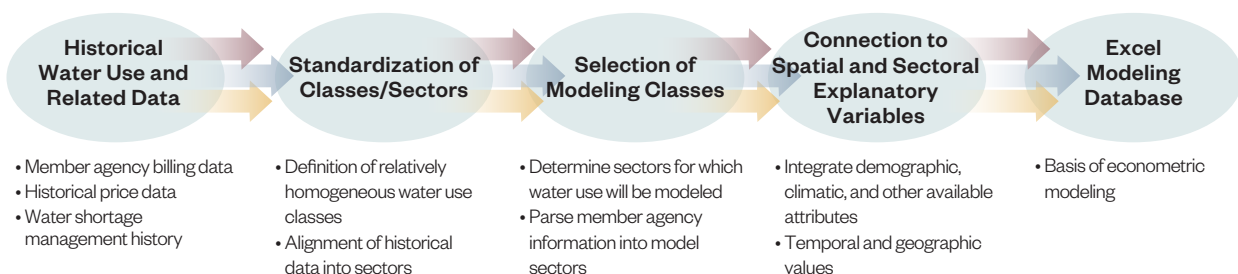 Historical
Water Use and
Related Data
Standardization of
Classes/Sectors
Selection of
Modeling Classes
Connection to
Spatial and Sectoral
Explanatory
Variables
Excel
Modeling
Database
• Member agency billing data
• Historical price data
• Water shortage
management history
• Definition of relatively
homogeneous water use
classes
• Alignment of historical
data into sectors
• Determine sectors for which
water use will be modeled
• Parse member agency
information into model
sectors
• Integrate demographic,
climatic, and other available
attributes
• Temporal and geographic
values
• Basis of econometric
modeling